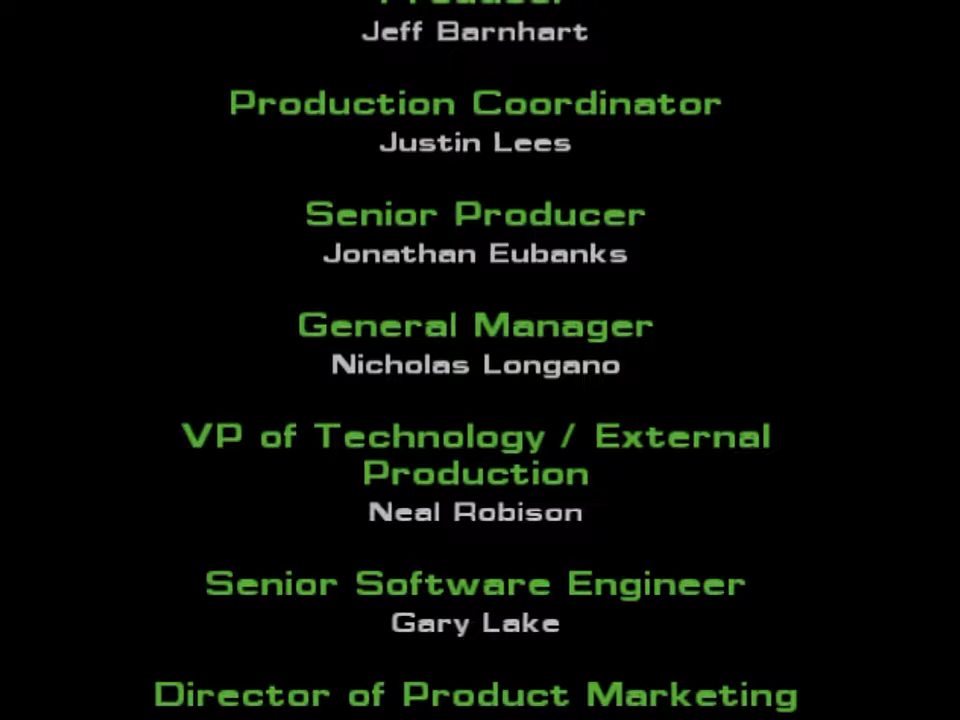 Producer
Jeff Barnhart
Production Coordinator
Justin Lees
Senior Producer
Jonathan Eubanks
General Manager
Nicholas Longano
VP of Technology / External
Production
Neal Robison
Senior Software Engineer
Gary Lake
Director of Product Marketing